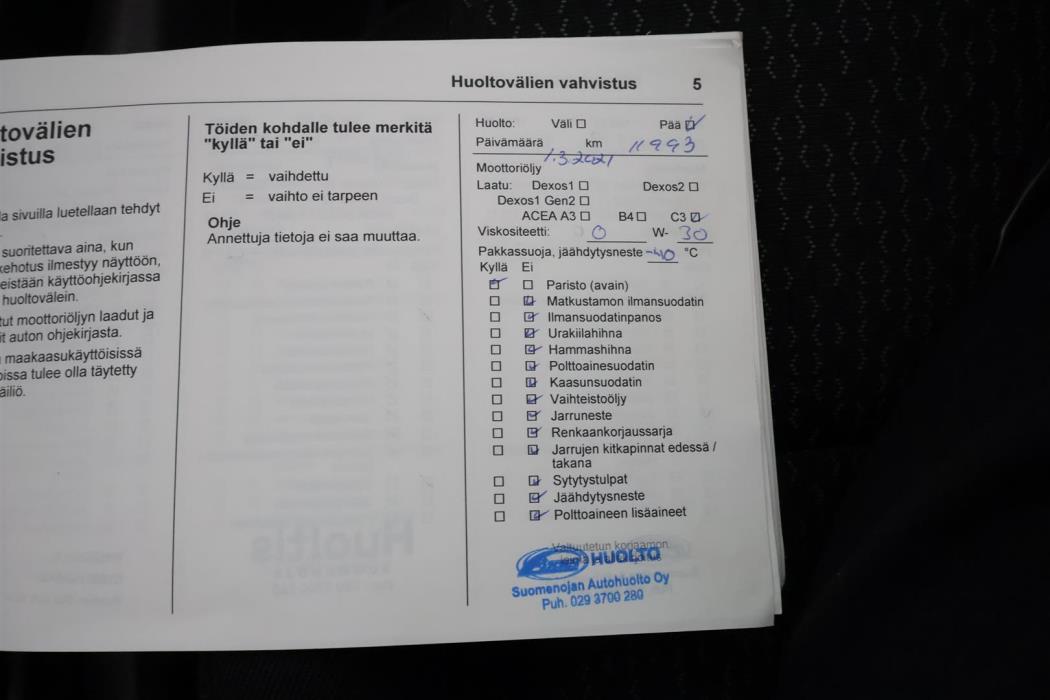 Huoltovälien vahvistus 5
tovälien
istus
la sivuilla luetellaan tehdyt
suoritettava aina, kun
kehotus ilmestyy näyttöön,
eistään käyttöohjekirjassa
huoltovälein.
tut moottoriöljyn laadut ja
it auton ohjekirjasta.
maakaasukäyttöisissä
oissa tulee olla täytetty
äiliö.
Töiden kohdalle tulee merkitä
"kyllä" tai "ei"
Kyllä = vaihdettu
Ei = vaihto ei tarpeen
Ohje
Annettuja tietoja ei saa muuttaa.
Huolto: Väli ☐ Pää ☑
Päivämäärä km 11993
1.3.2021
Moottoriöljy
Laatu: Dexos1 ☐ Dexos2 ☐
Dexos1 Gen2 ☐
ACEA A3 ☐ B4 ☐ C3 ☑
Viskositeetti: 0 W- 30
Pakkassuoja, jäähdytysneste -40 °C
Kyllä Ei
☑ ☐ Paristo (avain)
☐ ☑ Matkustamon ilmansuodatin
☐ ☑ Ilmansuodatinpanos
☐ ☑ Urakiilahihna
☐ ☑ Hammashihna
☐ ☑ Polttoainesuodatin
☐ ☑ Kaasunsuodatin
☐ ☑ Vaihteistoöljy
☐ ☑ Jarruneste
☐ ☑ Renkaankorjaussarja
☐ ☑ Jarrujen kitkapinnat edessä /
takana
☐ ☑ Sytytystulpat
☐ ☑ Jäähdytysneste
☐ ☑ Polttoaineen lisäaineet
Valtuutetun korjaamon
HUOLTO
Suomenojan Autohuolto Oy
Puh. 029 3700 280